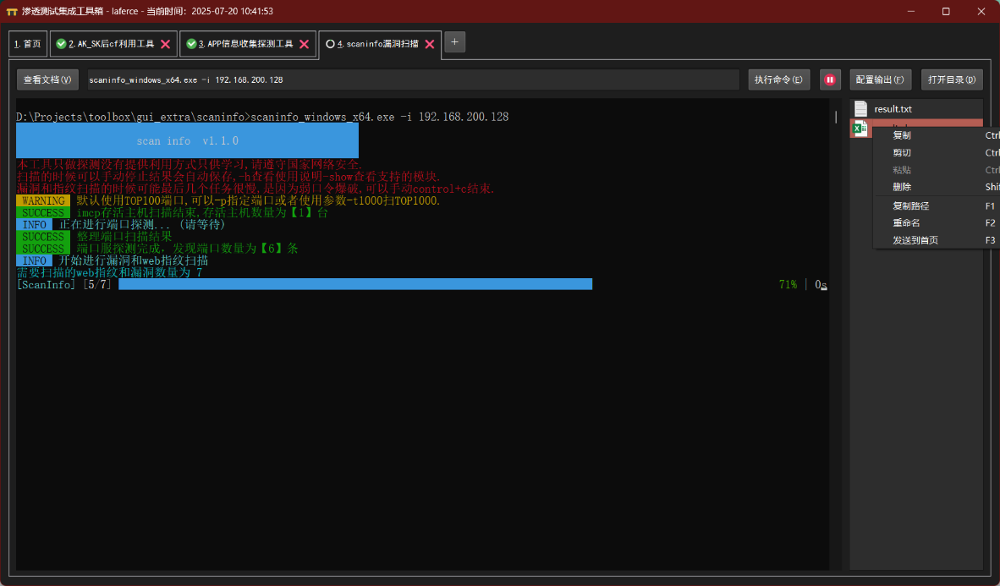 渗透测试集成工具箱 - laferce - 当前时间：2025-07-20 10:41:53
1. 首页
2. AK_SK后cf利用工具
3. APP信息收集探测工具
4. scaninfo漏洞扫描
+
查看文档(V)
scaninfo_windows_x64.exe -i 192.168.200.128
执行命令(E)
配置输出(F)
打开目录(D)
D:\Projects\toolbox\gui_extra\scaninfo>scaninfo_windows_x64.exe -i 192.168.200.128
scan info v1.1.0
本工具只做探测没有提供利用方式只供学习,请遵守国家网络安全.
扫描的时候可以手动停止结果会自动保存,-h查看使用说明-show查看支持的模块.
漏洞和指纹扫描的时候可能最后几个任务很慢,是因为弱口令爆破,可以手动control+c结束.
WARNING 默认使用TOP100端口,可以-p指定端口或者使用参数-t1000扫TOP1000.
SUCCESS imcp存活主机扫描结束,存活主机数量为【1】台
INFO 正在进行端口探测... (请等待)
SUCCESS 整理端口扫描结果
SUCCESS 端口服探测完成，发现端口数量为【6】条
INFO 开始进行漏洞和web指纹扫描
需要扫描的web指纹和漏洞数量为 7
[ScanInfo] [5/7] 71% | 0s
result.txt
复制 Ctrl
剪切 Ctrl
粘贴 Ctrl
删除 Shif
复制路径 F1
重命名 F2
发送到首页 F3